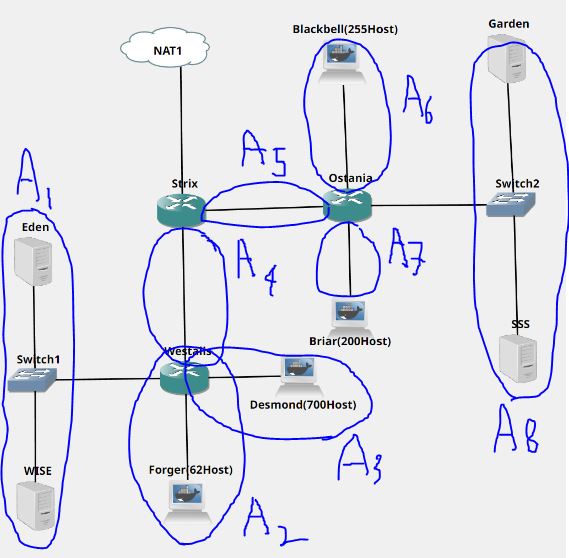 Garden
Blackbell(255Host)
NAT1
A6
A5
A1
Strix
Ostania
Switch2
Eden
A7
A4
SSS
Briar(200Host)
Westalis
Switch1
Desmond(700Host)
A8
A3
WISE
Forger(62Host)
A2